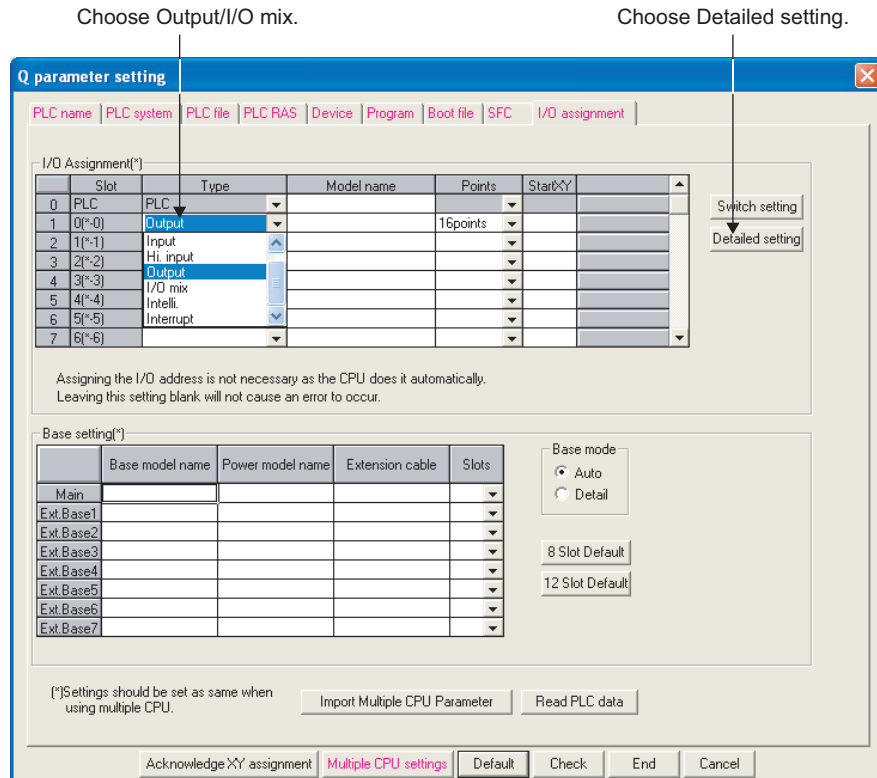 Choose Output/I/O mix. Choose Detailed setting.
Q parameter setting
PLC name PLC system PLC file PLC RAS Device Program Boot file SFC I/O assignment
I/O Assignment(*)
Slot Type Model name Points StartXY
0 PLC PLC
1 0(*-0) Output 16points
2 1(*-1) Input
3 2(*-2) Hi. input
Output
4 3(*-3) I/O mix
5 4(*-4) Intelli.
6 5(*-5) Interrupt
7 6(*-6)
Switch setting
Detailed setting
Assigning the I/O address is not necessary as the CPU does it automatically.
Leaving this setting blank will not cause an error to occur.
Base setting(*)
Base model name Power model name Extension cable Slots
Main
Ext.Base1
Ext.Base2
Ext.Base3
Ext.Base4
Ext.Base5
Ext.Base6
Ext.Base7
Base mode
Auto
Detail
8 Slot Default
12 Slot Default
(*)Settings should be set as same when
using multiple CPU.
Import Multiple CPU Parameter Read PLC data
Acknowledge XY assignment Multiple CPU settings Default Check End Cancel